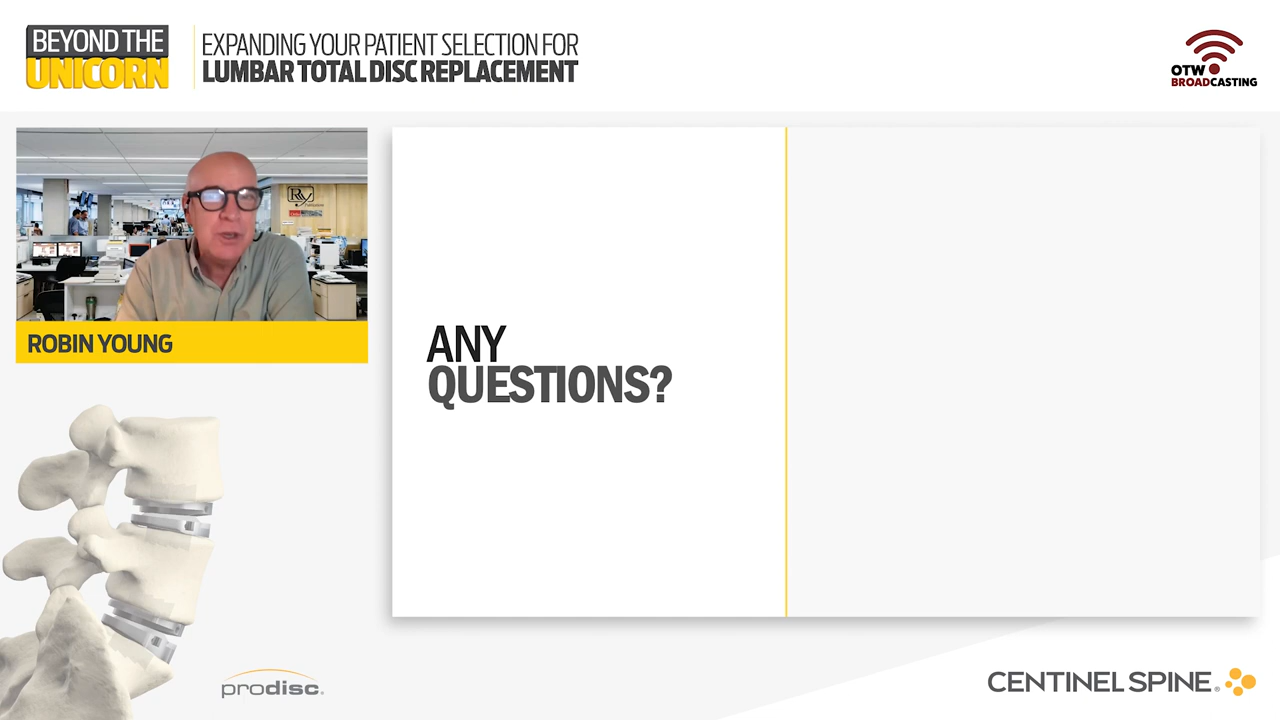 BEYOND THE
UNICORN
EXPANDING YOUR PATIENT SELECTION FOR
LUMBAR TOTAL DISC REPLACEMENT
OTW
BROADCASTING
RY
ROBIN YOUNG
ANY
QUESTIONS?
prodisc®
CENTINEL SPINE®